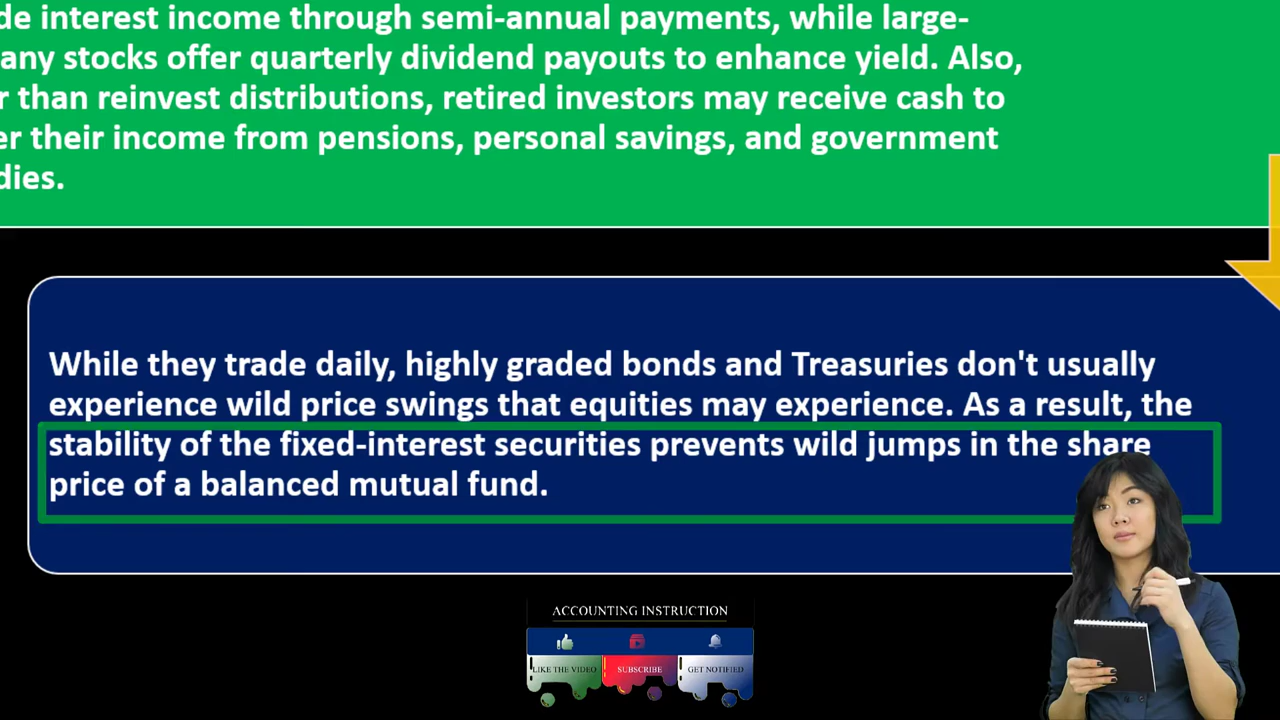 de interest income through semi-annual payments, while large-
any stocks offer quarterly dividend payouts to enhance yield. Also,
r than reinvest distributions, retired investors may receive cash to
er their income from pensions, personal savings, and government
dies.
While they trade daily, highly graded bonds and Treasuries don't usually
experience wild price swings that equities may experience. As a result, the
stability of the fixed-interest securities prevents wild jumps in the share
price of a balanced mutual fund.
ACCOUNTING INSTRUCTION
LIKE THE VIDEO SUBSCRIBE GET NOTIFIED